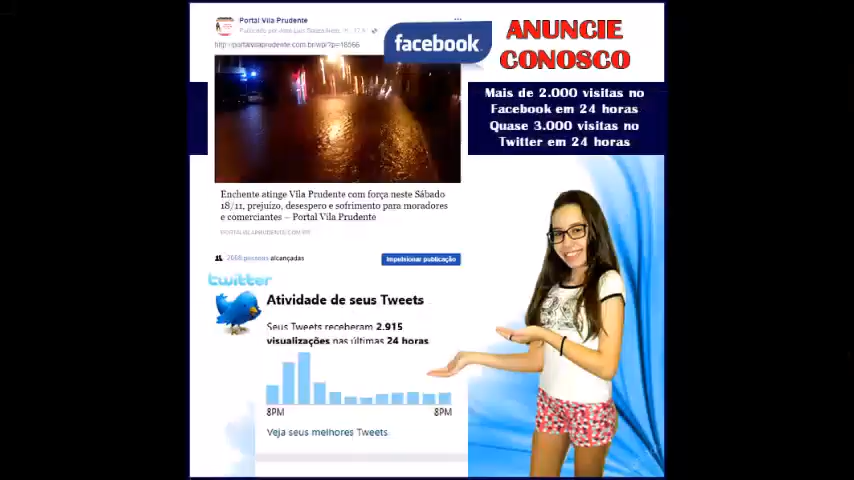 Portal Vila Prudente
facebook
ANUNCIE
CONOSCO
Mais de 2.000 visitas no
Facebook em 24 horas
Quase 3.000 visitas no
Twitter em 24 horas
Enchente atinge Vila Prudente com força neste Sábado
18/11, prejuízo, desespero e sofrimento para moradores
e comerciantes – Portal Vila Prudente
PORTALVILAPRUDENTE.COM.BR
pessoas alcançadas
Impulsionar publicação
twitter
Atividade de seus Tweets
Seus Tweets receberam 2.915
visualizações nas últimas 24 horas
8PM 8PM
Veja seus melhores Tweets